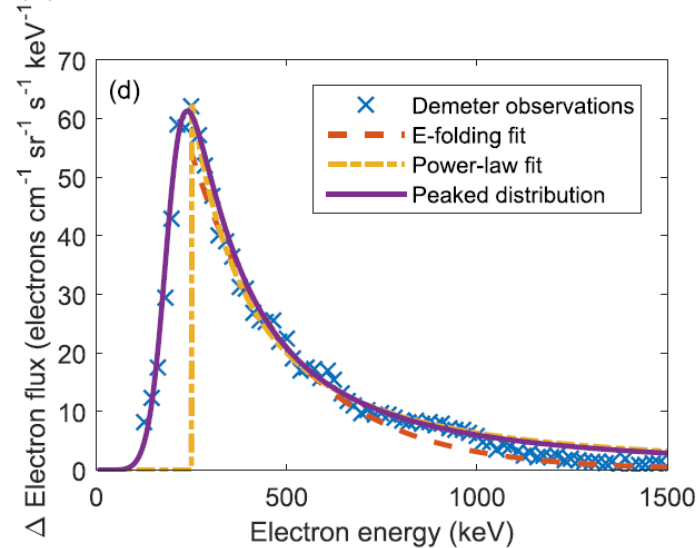 Δ Electron flux (electrons cm⁻¹ sr⁻¹ s⁻¹ keV⁻¹
70
60
50
40
30
20
10
0
(d)
Demeter observations
E-folding fit
Power-law fit
Peaked distribution
0 500 1000 1500
Electron energy (keV)